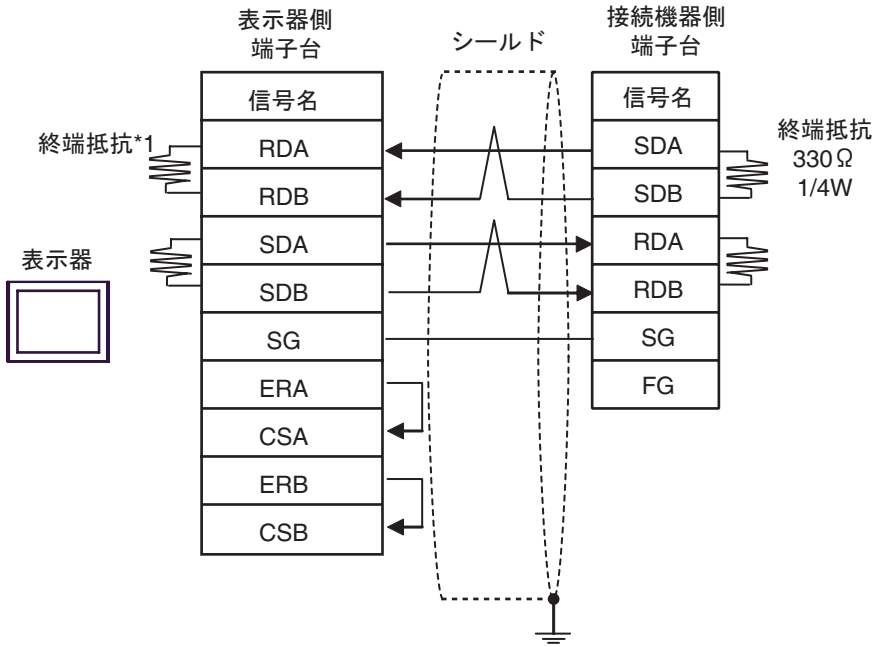 表示器側
端子台
シールド
接続機器側
端子台
信号名
信号名
終端抵抗*1
RDA
SDA
終端抵抗
330Ω
1/4W
RDB
SDB
SDA
RDA
表示器
SDB
RDB
SG
SG
ERA
FG
CSA
ERB
CSB